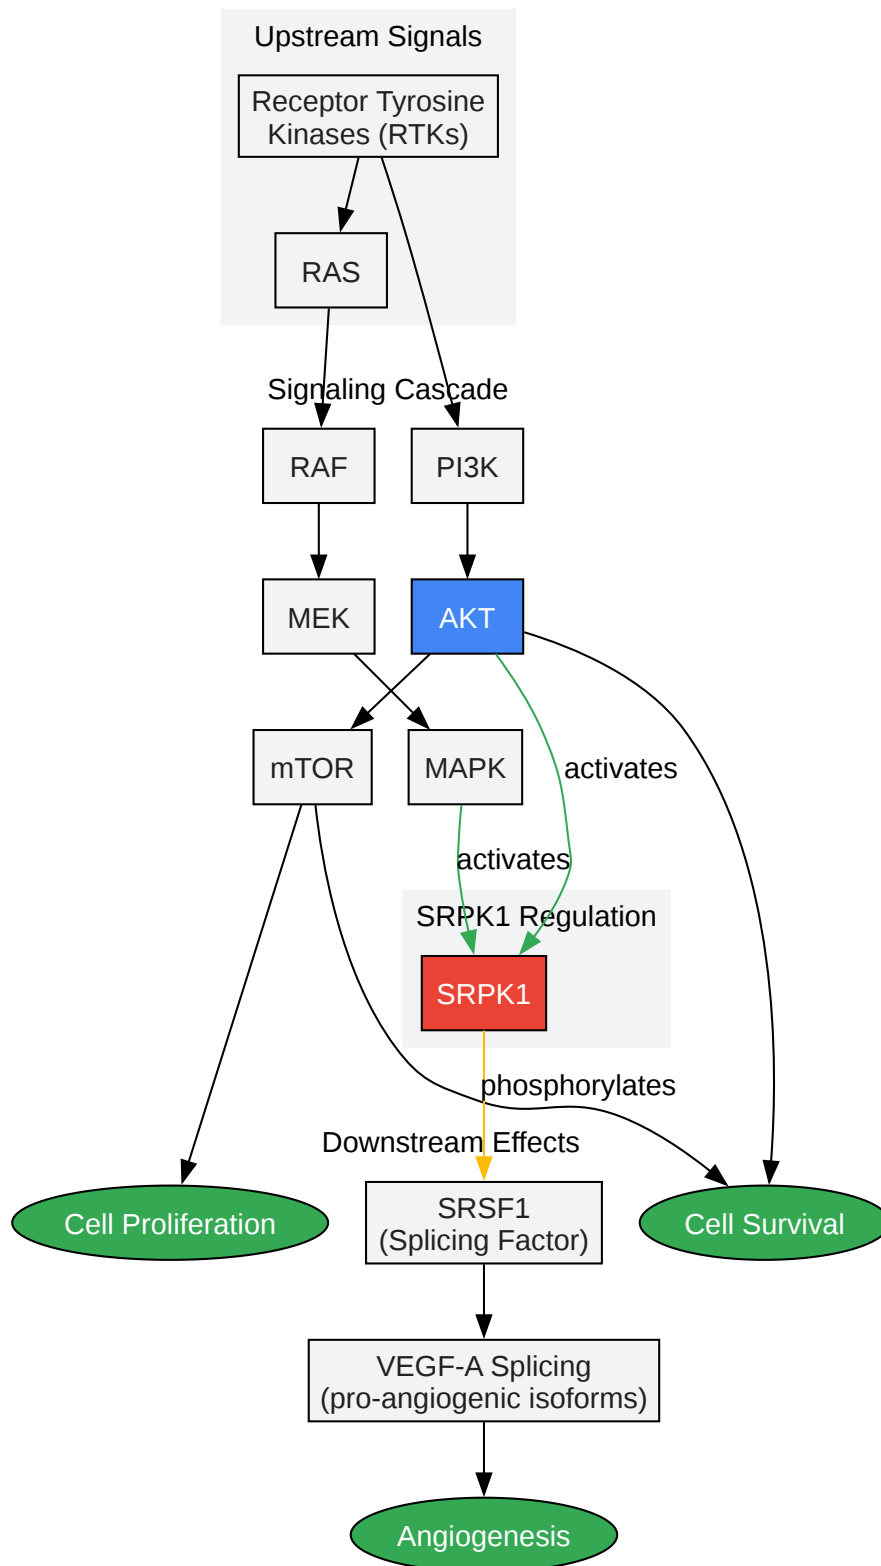 Upstream Signals
Receptor Tyrosine
Kinases (RTKs)
RAS
Signaling Cascade
RAF
PI3K
MEK
AKT
mTOR
MAPK
activates
activates
SRPK1 Regulation
SRPK1
phosphorylates
Downstream Effects
Cell Proliferation
SRSF1
(Splicing Factor)
Cell Survival
VEGF-A Splicing
(pro-angiogenic isoforms)
Angiogenesis